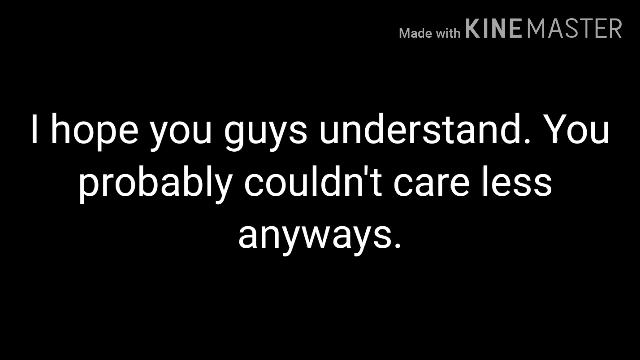 Made with KINEMASTER
I hope you guys understand. You
probably couldn't care less
anyways.